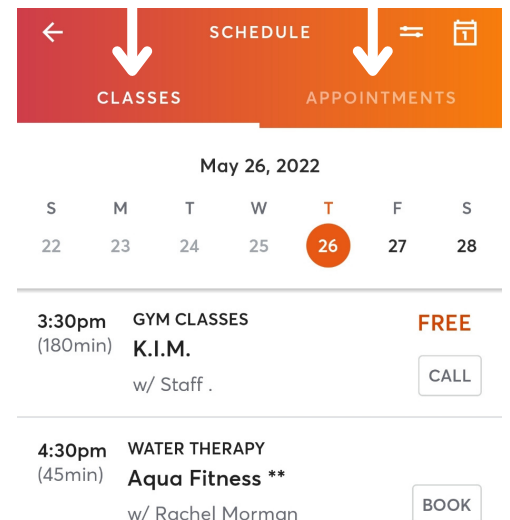 SCHEDULE
1
CLASSES APPOINTMENTS
May 26, 2022
S M T W T F S
22 23 24 25 26 27 28
3:30pm GYM CLASSES FREE
(180min) K.I.M.
w/ Staff . CALL
4:30pm WATER THERAPY
(45min) Aqua Fitness **
w/ Rachel Morman BOOK